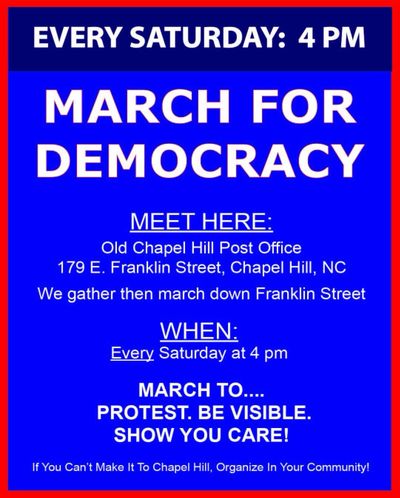 EVERY SATURDAY: 4 PM
MARCH FOR
DEMOCRACY
MEET HERE:
Old Chapel Hill Post Office
179 E. Franklin Street, Chapel Hill, NC
We gather then march down Franklin Street
WHEN:
Every Saturday at 4 pm
MARCH TO....
PROTEST. BE VISIBLE.
SHOW YOU CARE!
If You Can't Make It To Chapel Hill, Organize In Your Community!